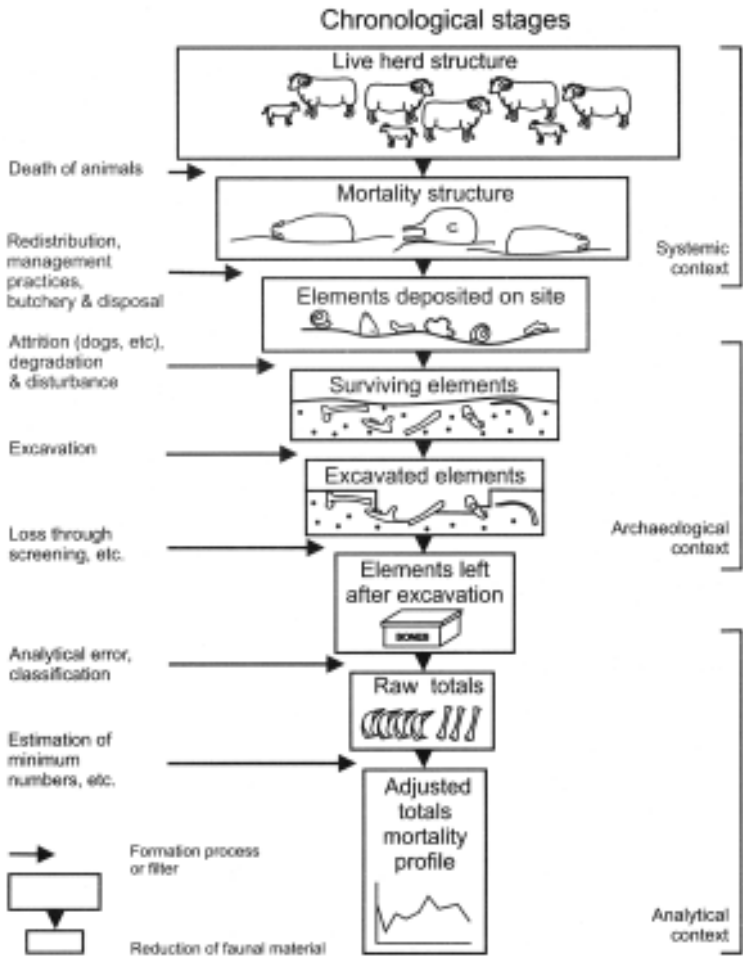 Chronological stages
Live herd structure
Death of animals
Mortality structure
Redistribution,
management
practices,
butchery & disposal
Systemic
context
Elements deposited on site
Attrition (dogs, etc),
degradation
& disturbance
Surviving elements
Excavation
Excavated elements
Archaeological
context
Loss through
screening, etc.
Elements left
after excavation
BONES
Analytical error,
classification
Raw totals
Estimation of
minimum
numbers, etc.
Adjusted
totals
mortality
profile
Formation process
or filter
Analytical
context
Reduction of faunal material